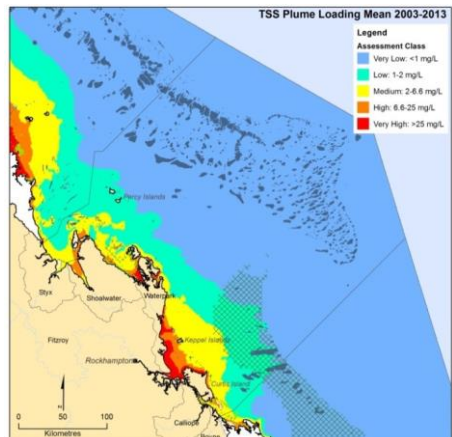 TSS Plume Loading Mean 2003-2013
Legend
Assessment Class
Very Low: <1 mg/L
Low: 1-2 mg/L
Medium: 2-6.6 mg/L
High: 6.6-25 mg/L
Very High: >25 mg/L
Percy Islands
Styx
Shoalwater
Waterpark
Fitzroy
Keppel Islands
Rockhampton
Curtis Island
Calliope
0 50 100
Kilometres